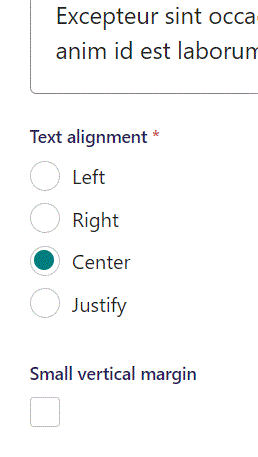 Excepteur sint occa
anim id est laborum
Text alignment *
Left
Right
Center
Justify
Small vertical margin